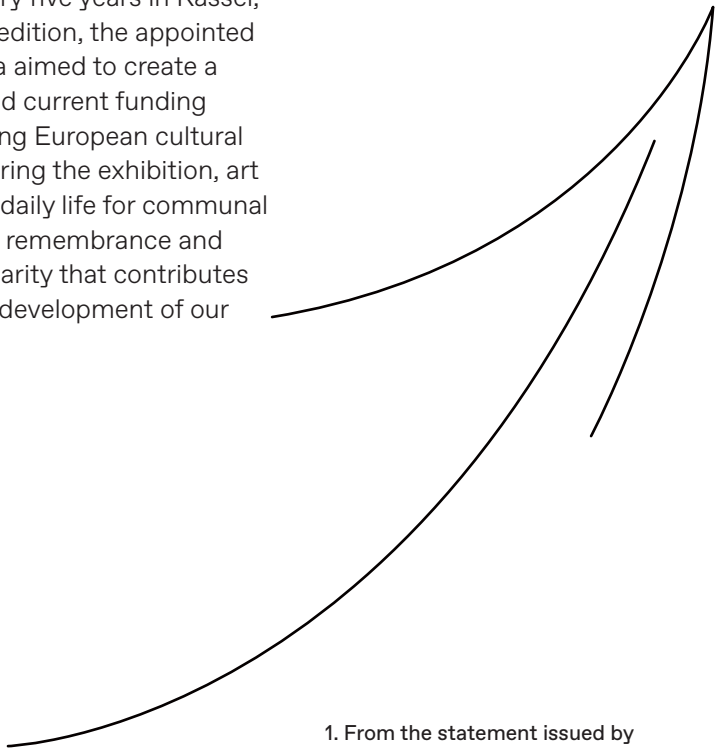 ry five years in Kassel,
edition, the appointed
a aimed to create a
d current funding
ng European cultural
ring the exhibition, art
daily life for communal
remembrance and
arity that contributes
development of our
1. From the statement issued by